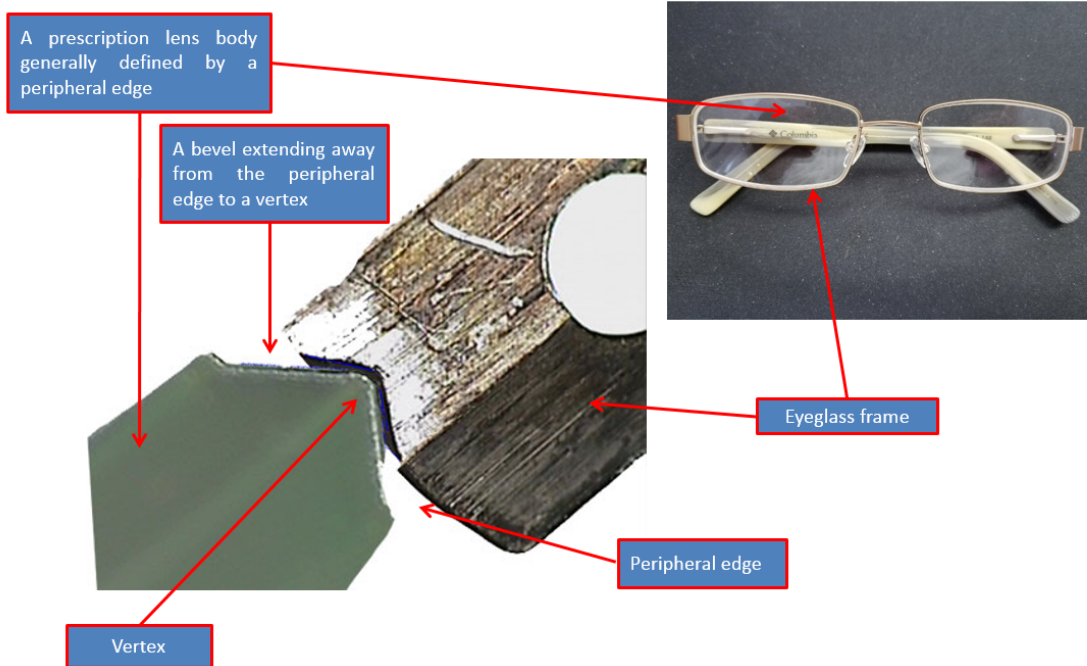 A prescription lens body
generally defined by a
peripheral edge
A bevel extending away
from the peripheral
edge to a vertex
Columbia
Eyeglass frame
Peripheral edge
Vertex